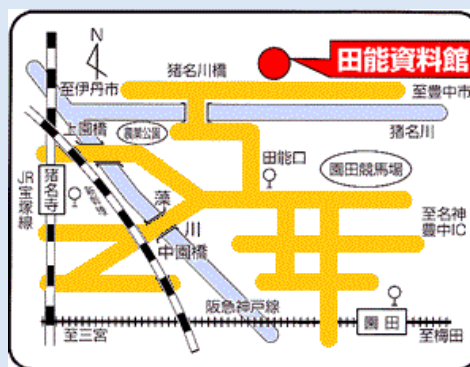 N
田能資料館
猪名川橋
至伊丹市
至豊中市
上園橋
農業公園
猪名川
田能口
園田競馬場
JR宝塚線
猪名寺
藻川
中園橋
至名神
豊中IC
阪急神戸線
園田
至三宮
至梅田